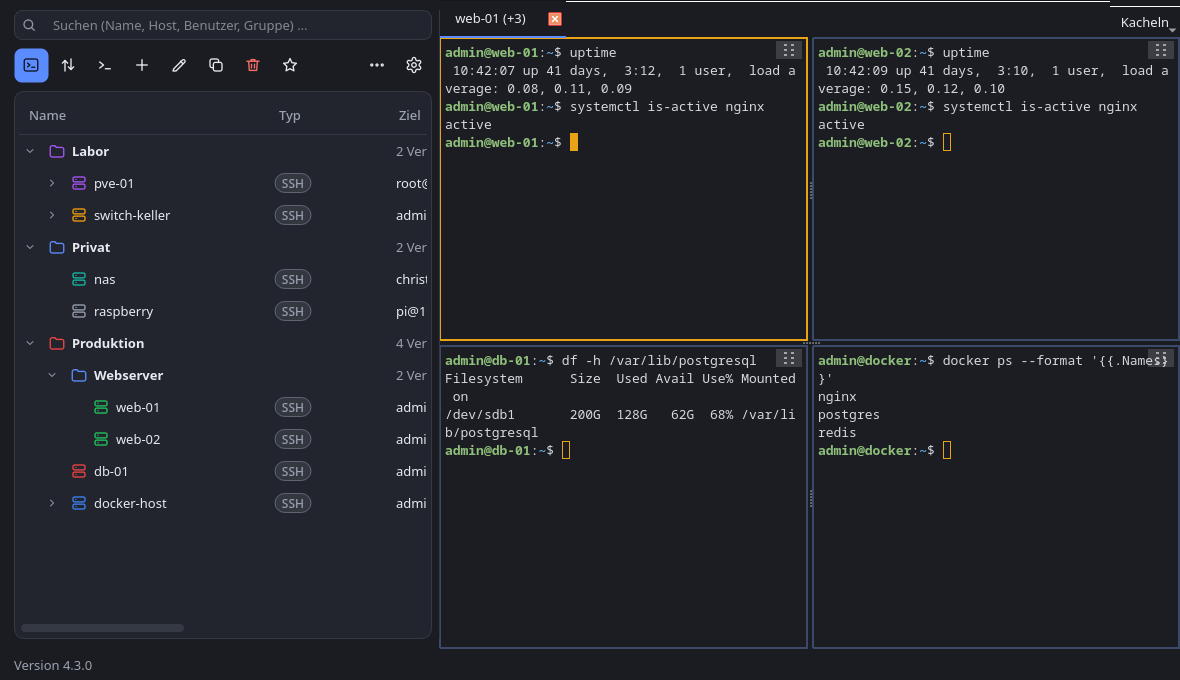 Suchen (Name, Host, Benutzer, Gruppe) ...
Name Typ Ziel
Labor 2 Ver
pve-01 SSH root@
switch-keller SSH admi
Privat 2 Ver
nas SSH christ
raspberry SSH pi@1
Produktion 4 Ver
Webserver 2 Ver
web-01 SSH admi
web-02 SSH admi
db-01 SSH admi
docker-host SSH admi
Version 4.3.0
web-01 (+3)
Kacheln
admin@web-01:~$ uptime
 10:42:07 up 41 days,  3:12,  1 user,  load a
verage: 0.08, 0.11, 0.09
admin@web-01:~$ systemctl is-active nginx
active
admin@web-01:~$
admin@web-02:~$ uptime
 10:42:09 up 41 days,  3:10,  1 user,  load a
verage: 0.15, 0.12, 0.10
admin@web-02:~$ systemctl is-active nginx
active
admin@web-02:~$
admin@db-01:~$ df -h /var/lib/postgresql
Filesystem      Size  Used Avail Use% Mounted
 on
/dev/sdb1       200G  128G   62G  68% /var/li
b/postgresql
admin@db-01:~$
admin@docker:~$ docker ps --format '{{.Names}
}'
nginx
postgres
redis
admin@docker:~$